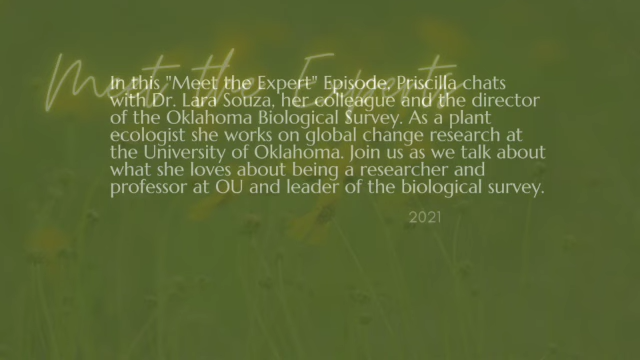 Meet the Experts
In this "Meet the Expert" Episode, Priscilla chats
with Dr. Lara Souza, her colleague and the director
of the Oklahoma Biological Survey. As a plant
ecologist she works on global change research at
the University of Oklahoma. Join us as we talk about
what she loves about being a researcher and
professor at OU and leader of the biological survey.
2021